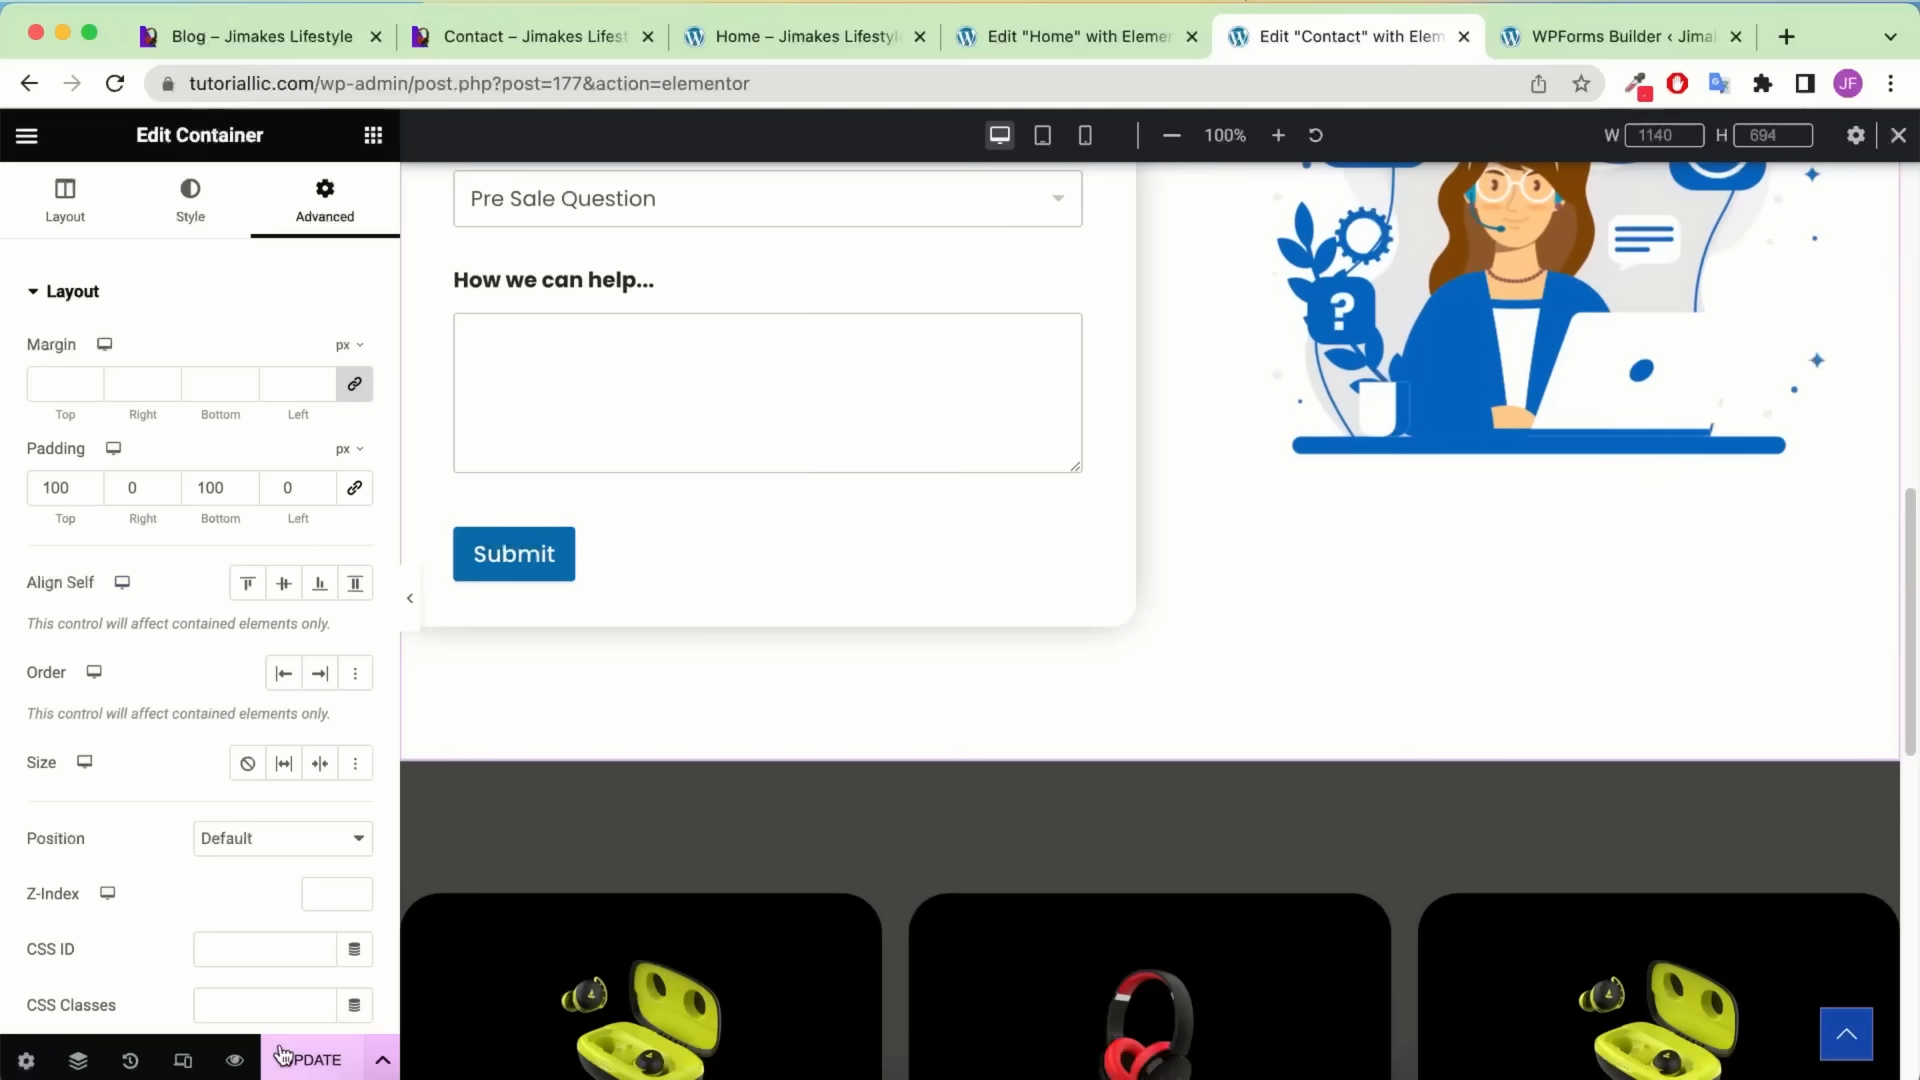 Blog – Jimakes Lifestyle
Contact – Jimakes Lifest
Home – Jimakes Lifestyl
Edit "Home" with Elemen
Edit "Contact" with Elem
WPForms Builder ‹ Jima
tutoriallic.com/wp-admin/post.php?post=177&action=elementor
JF
Edit Container
100%
W 1140 H 694
Layout
Style
Advanced
Layout
Margin
px
Top Right Bottom Left
Padding
px
100 0 100 0
Top Right Bottom Left
Align Self
This control will affect contained elements only.
Order
This control will affect contained elements only.
Size
Position
Default
Z-Index
CSS ID
CSS Classes
PDATE
Pre Sale Question
How we can help...
Submit
?